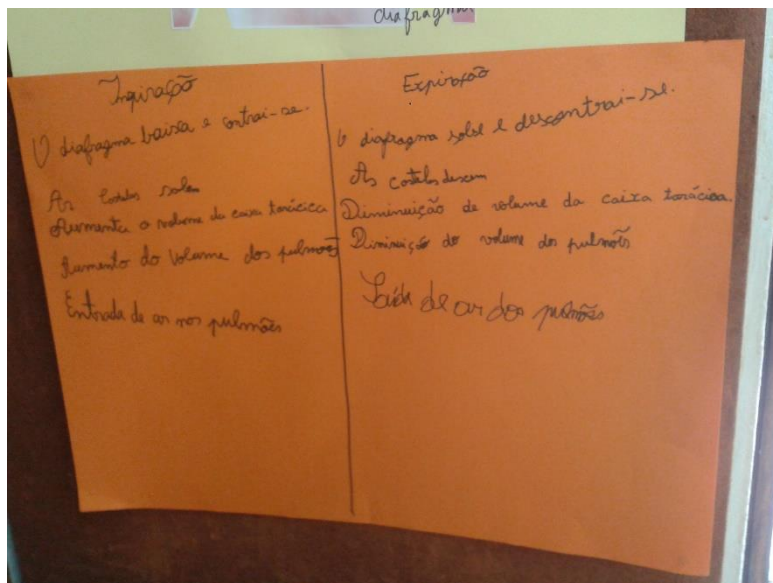 diafragma
Inspiração
O diafragma baixa e contrai-se.
As costelas sobem
Aumenta o volume da caixa torácica
Aumento do volume dos pulmões
Entrada de ar nos pulmões
Expiração
O diafragma sobe e descontrai-se.
As costelas descem
Diminuição de volume da caixa torácica.
Diminuição do volume dos pulmões
Saída de ar dos pulmões